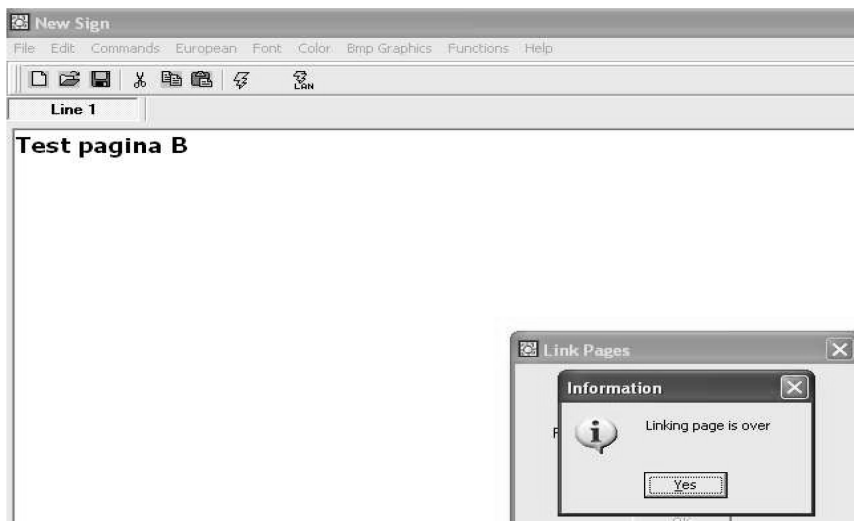 New Sign
File Edit Commands European Font Color Bmp Graphics Functions Help
LAN
Line 1
Test pagina B
Link Pages
Information
Linking page is over
Yes
OK